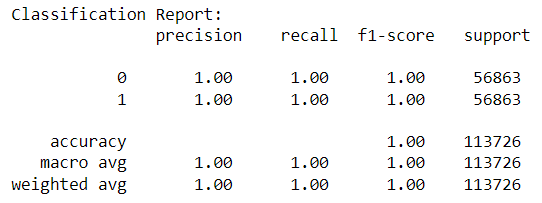 Classification Report:
precision recall f1-score support
0 1.00 1.00 1.00 56863
1 1.00 1.00 1.00 56863
accuracy 1.00 113726
macro avg 1.00 1.00 1.00 113726
weighted avg 1.00 1.00 1.00 113726